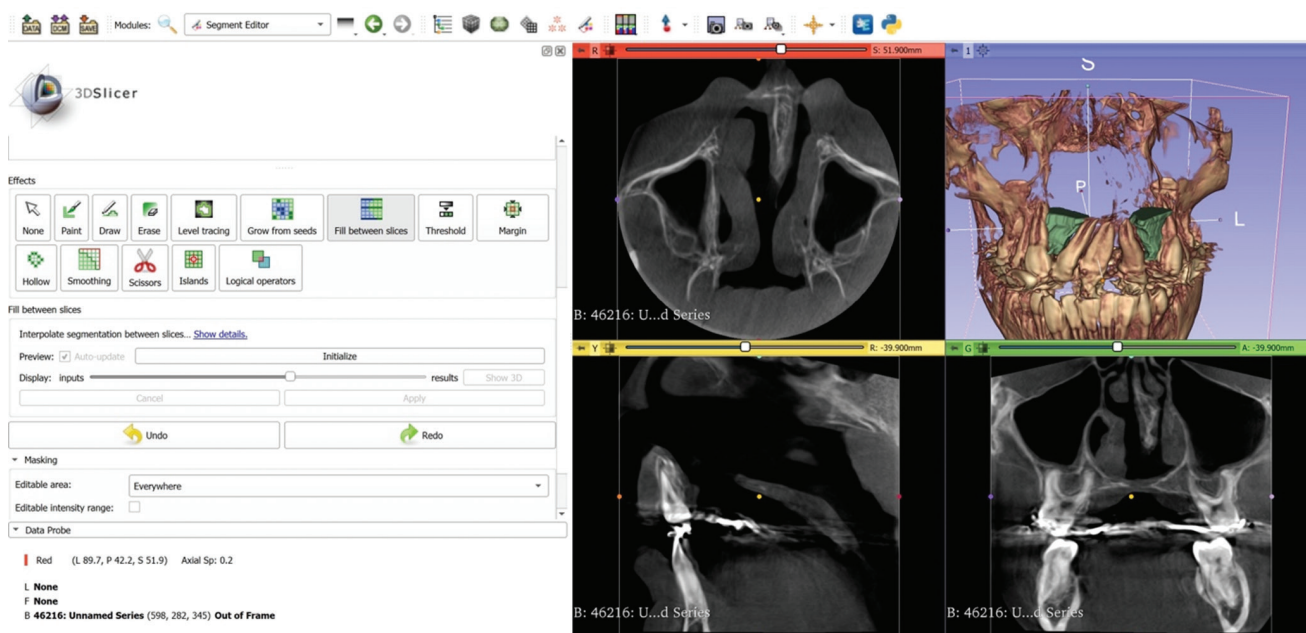 DATA DCM SAVE Modules: Segment Editor
R S: 51.900mm 1
3DSlicer
S
P
L
Effects
None Paint Draw Erase Level tracing Grow from seeds Fill between slices Threshold Margin
Hollow Smoothing Scissors Islands Logical operators
Fill between slices
Interpolate segmentation between slices... Show details.
Preview: Auto-update Initialize
Display: inputs results Show 3D
Cancel Apply
Undo Redo
Masking
Editable area: Everywhere
Editable intensity range:
Data Probe
Red (L 89.7, P 42.2, S 51.9) Axial Sp: 0.2
L None
F None
B 46216: Unnamed Series (598, 282, 345) Out of Frame
B: 46216: U...d Series
Y R: -39.900mm G A: -39.900mm
B: 46216: U...d Series B: 46216: U...d Series